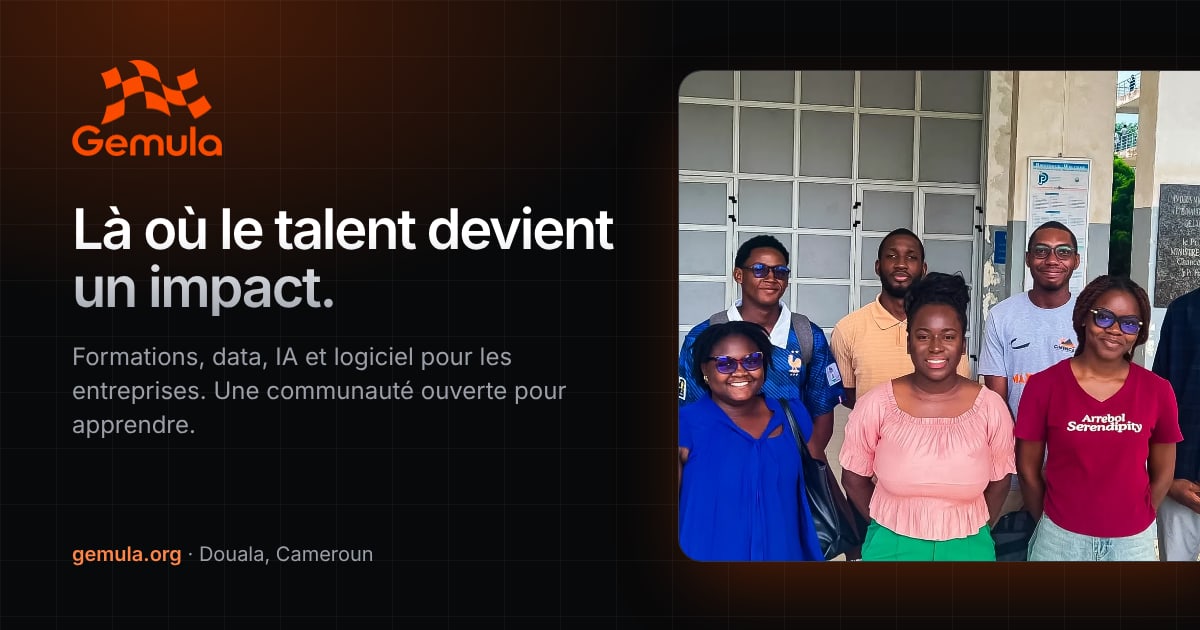 Gemula
Là où le talent devient
un impact.
Formations, data, IA et logiciel pour les
entreprises. Une communauté ouverte pour
apprendre.
gemula.org · Douala, Cameroun
Arrebol
Serendipity